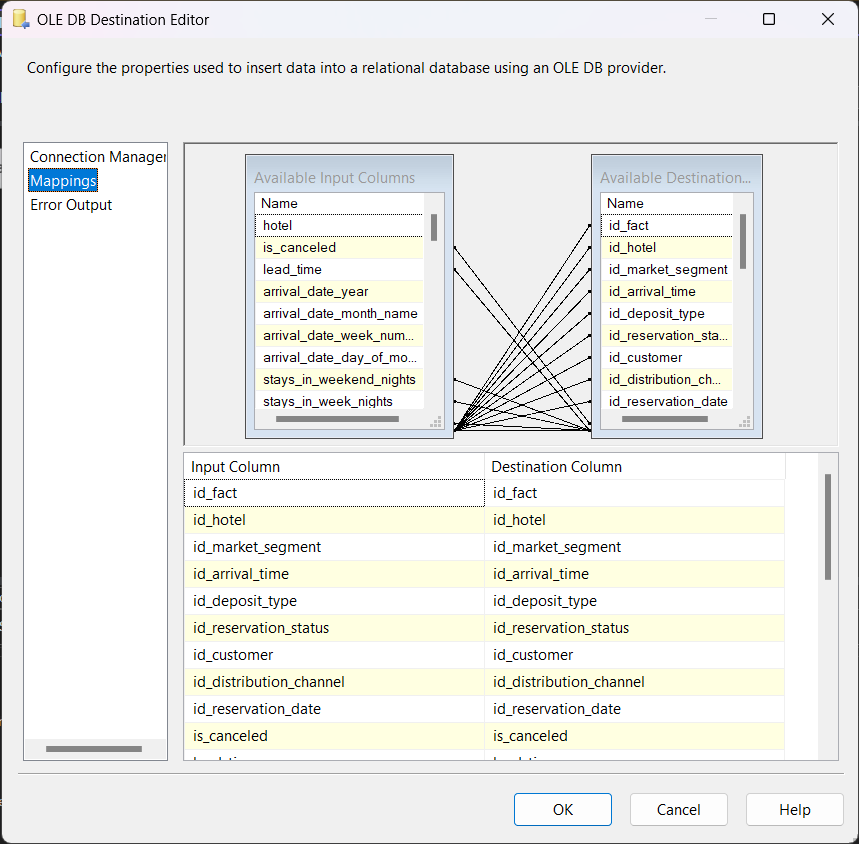 OLE DB Destination Editor
Configure the properties used to insert data into a relational database using an OLE DB provider.
Connection Manager
Mappings
Error Output
Available Input Columns
Name
hotel
is_canceled
lead_time
arrival_date_year
arrival_date_month_name
arrival_date_week_num...
arrival_date_day_of_mo...
stays_in_weekend_nights
stays_in_week_nights
Available Destination...
Name
id_fact
id_hotel
id_market_segment
id_arrival_time
id_deposit_type
id_reservation_sta...
id_customer
id_distribution_ch...
id_reservation_date
Input Column Destination Column
id_fact id_fact
id_hotel id_hotel
id_market_segment id_market_segment
id_arrival_time id_arrival_time
id_deposit_type id_deposit_type
id_reservation_status id_reservation_status
id_customer id_customer
id_distribution_channel id_distribution_channel
id_reservation_date id_reservation_date
is_canceled is_canceled
OK Cancel Help